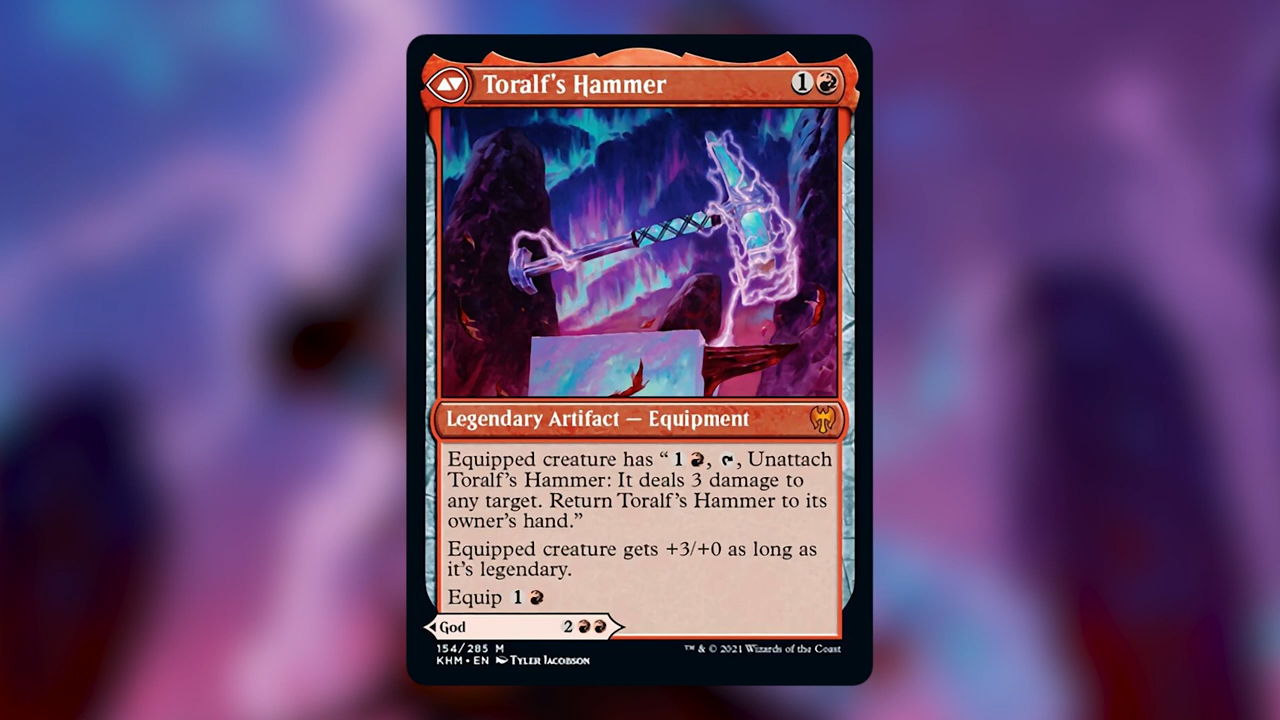 Toralf's Hammer 1
Legendary Artifact — Equipment
Equipped creature has “ 1 , , Unattach
Toralf's Hammer: It deals 3 damage to
any target. Return Toralf's Hammer to its
owner's hand.”
Equipped creature gets +3/+0 as long as
it's legendary.
Equip 1
God 2
154/285 M
KHM • EN Tyler Jacobson
™ & © 2021 Wizards of the Coast